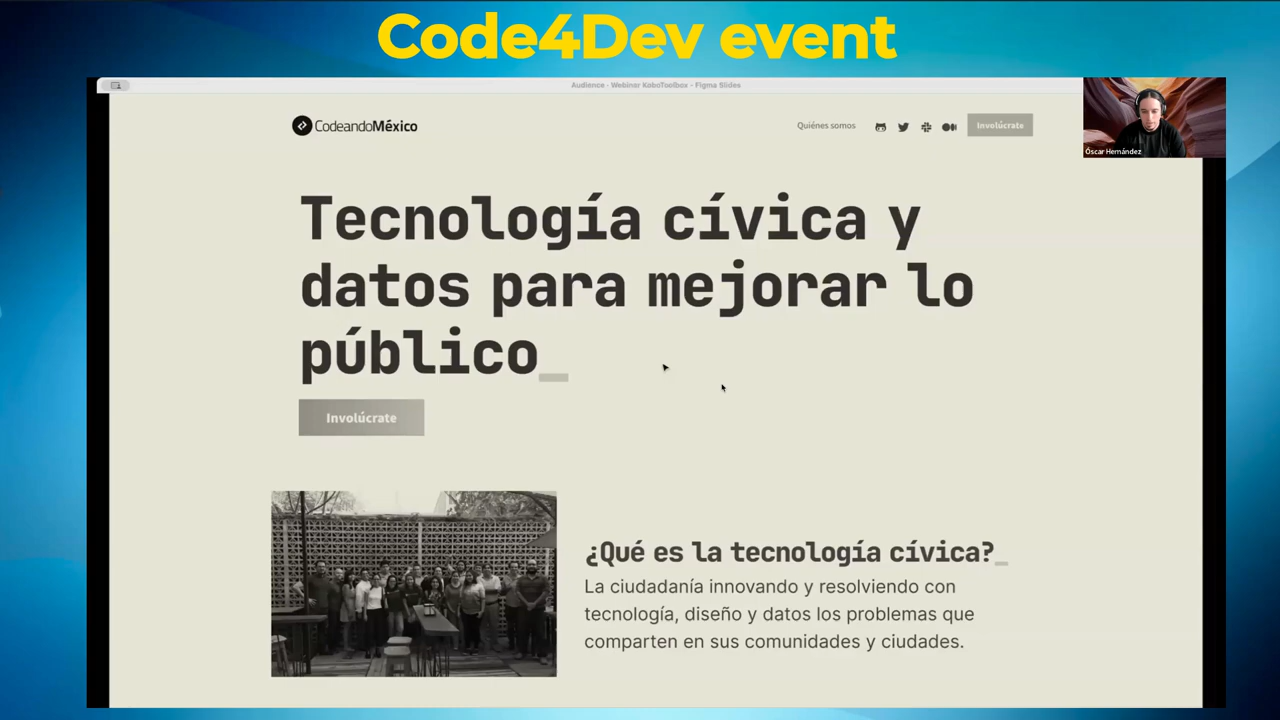 Code4Dev event
Audience - Webinar KoboToolbox - Figma Slides
CodeandoMéxico
Quiénes somos
Involúcrate
Óscar Hernández
Tecnología cívica y
datos para mejorar lo
público_
Involúcrate
¿Qué es la tecnología cívica?_
La ciudadanía innovando y resolviendo con
tecnología, diseño y datos los problemas que
comparten en sus comunidades y ciudades.